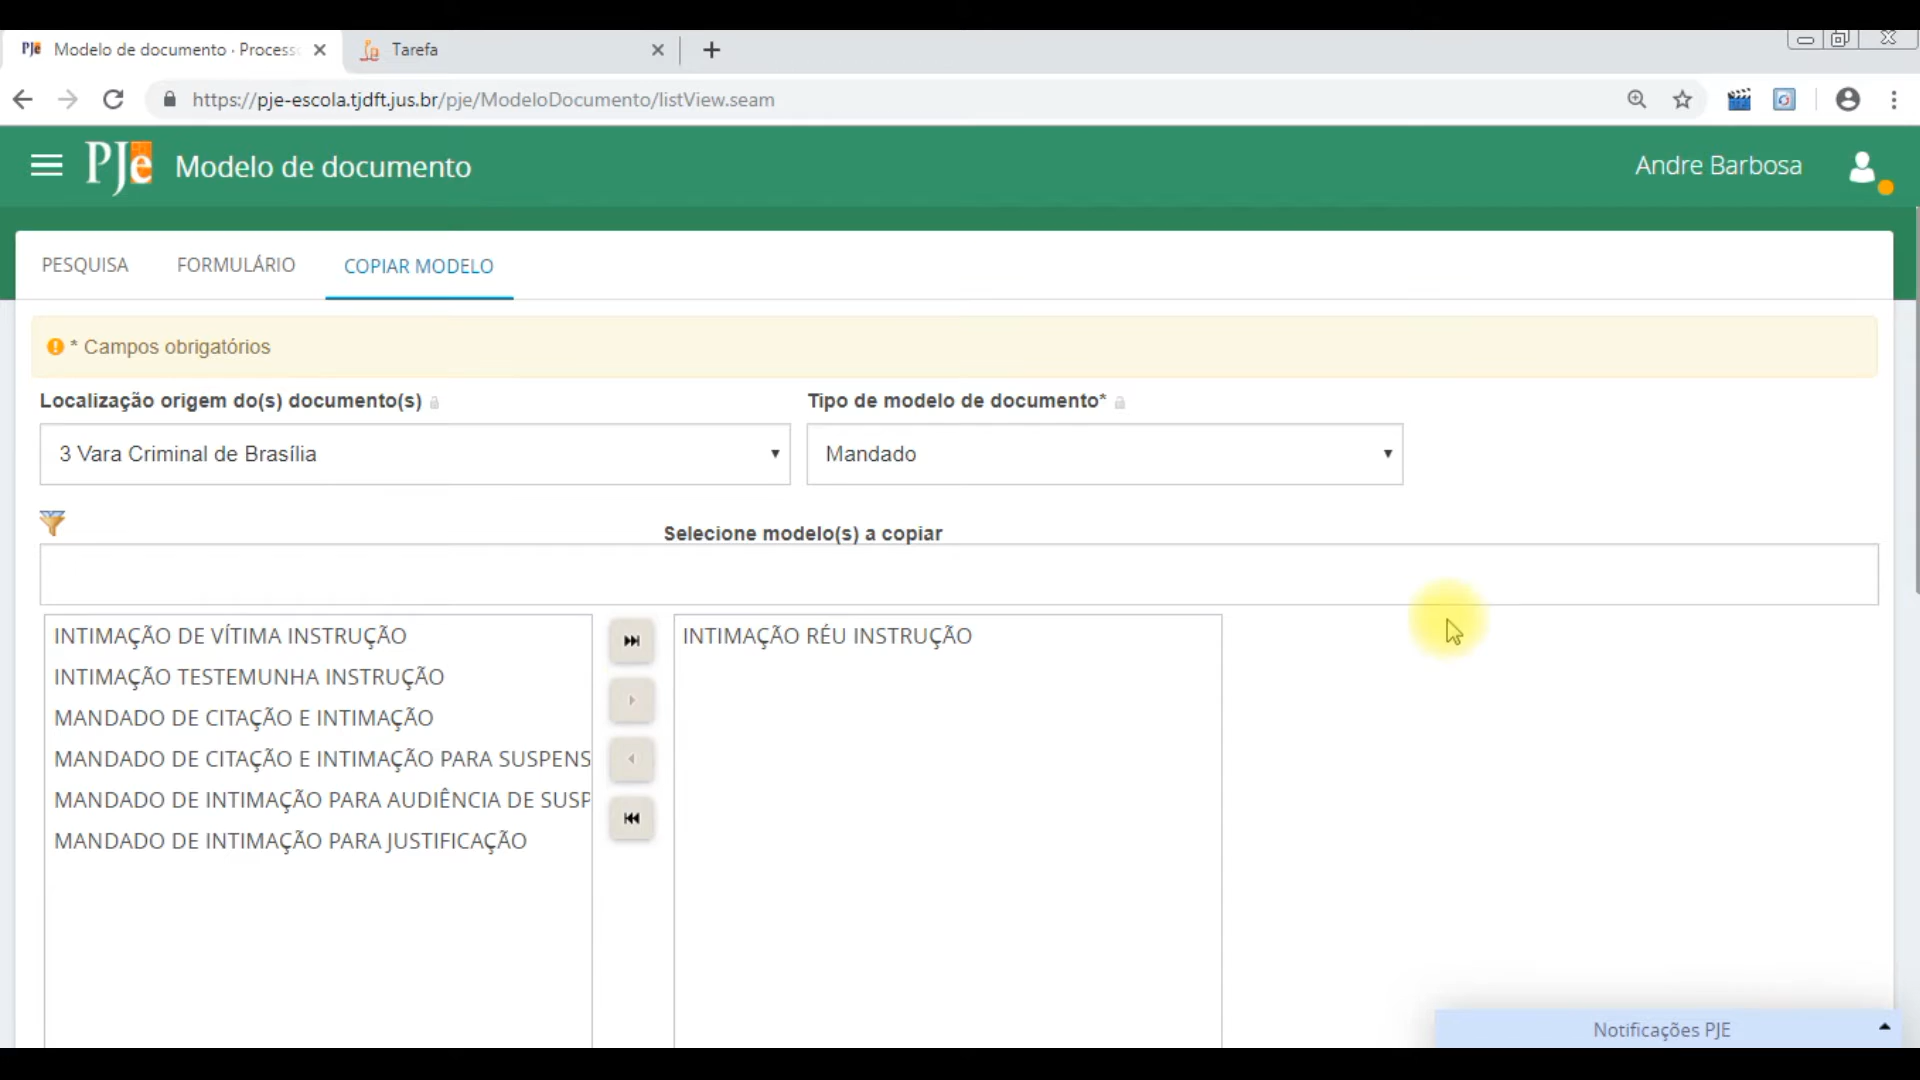 PJe Modelo de documento · Process
Tarefa
https://pje-escola.tjdft.jus.br/pje/ModeloDocumento/listView.seam
PJe Modelo de documento
Andre Barbosa
PESQUISA FORMULÁRIO COPIAR MODELO
* Campos obrigatórios
Localização origem do(s) documento(s)
Tipo de modelo de documento*
3 Vara Criminal de Brasília
Mandado
Selecione modelo(s) a copiar
INTIMAÇÃO DE VÍTIMA INSTRUÇÃO
INTIMAÇÃO TESTEMUNHA INSTRUÇÃO
MANDADO DE CITAÇÃO E INTIMAÇÃO
MANDADO DE CITAÇÃO E INTIMAÇÃO PARA SUSPENS
MANDADO DE INTIMAÇÃO PARA AUDIÊNCIA DE SUSP
MANDADO DE INTIMAÇÃO PARA JUSTIFICAÇÃO
INTIMAÇÃO RÉU INSTRUÇÃO
Notificações PJE